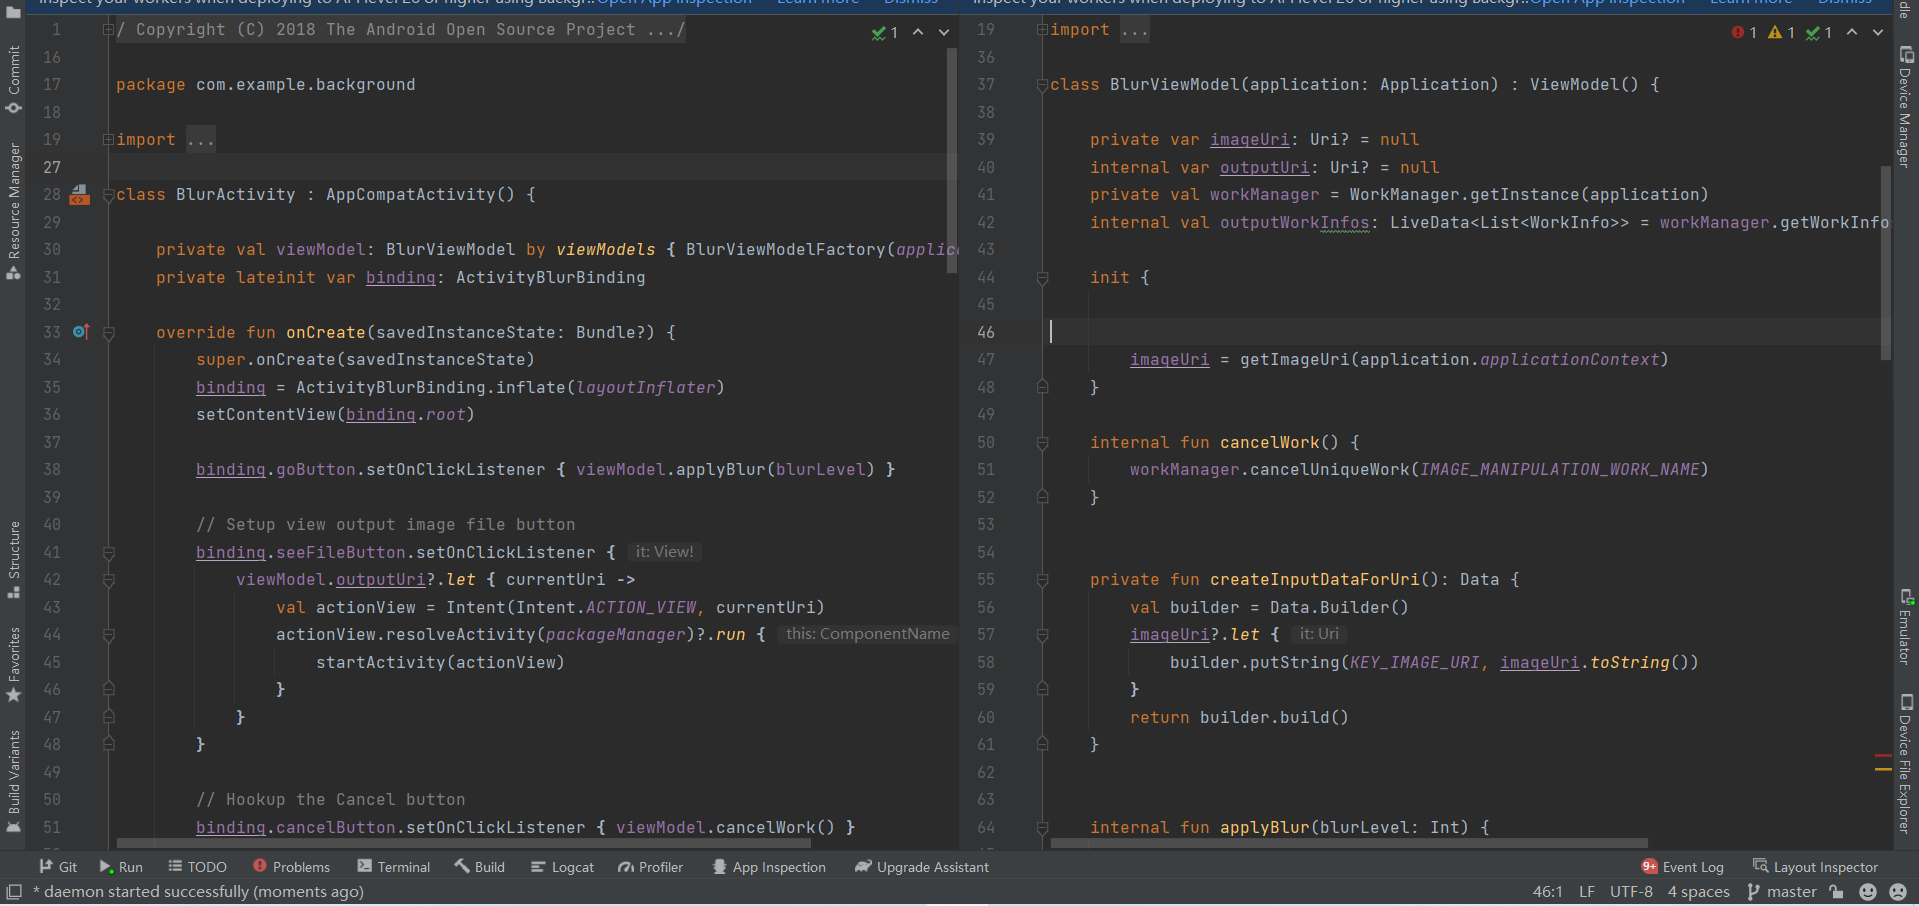 Inspect your workers when deploying to API level 26 or higher using Backgr...Open App Inspection Learn more Dismiss
1 / Copyright (C) 2018 The Android Open Source Project .../
1
16
17 package com.example.background
18
19 import ...
27
28 class BlurActivity : AppCompatActivity() {
29
30 private val viewModel: BlurViewModel by viewModels { BlurViewModelFactory(applic
31 private lateinit var binding: ActivityBlurBinding
32
33 override fun onCreate(savedInstanceState: Bundle?) {
34 super.onCreate(savedInstanceState)
35 binding = ActivityBlurBinding.inflate(layoutInflater)
36 setContentView(binding.root)
37
38 binding.goButton.setOnClickListener { viewModel.applyBlur(blurLevel) }
39
40 // Setup view output image file button
41 binding.seeFileButton.setOnClickListener { it: View!
42 viewModel.outputUri?.let { currentUri ->
43 val actionView = Intent(Intent.ACTION_VIEW, currentUri)
44 actionView.resolveActivity(packageManager)?.run { this: ComponentName
45 startActivity(actionView)
46 }
47 }
48 }
49
50 // Hookup the Cancel button
51 binding.cancelButton.setOnClickListener { viewModel.cancelWork() }
Inspect your workers when deploying to API level 26 or higher using Backgr...Open App Inspection Learn more Dismiss
19 import ...
1 1 1
36
37 class BlurViewModel(application: Application) : ViewModel() {
38
39 private var imageUri: Uri? = null
40 internal var outputUri: Uri? = null
41 private val workManager = WorkManager.getInstance(application)
42 internal val outputWorkInfos: LiveData<List<WorkInfo>> = workManager.getWorkInfo
43
44 init {
45
46
47 imageUri = getImageUri(application.applicationContext)
48 }
49
50 internal fun cancelWork() {
51 workManager.cancelUniqueWork(IMAGE_MANIPULATION_WORK_NAME)
52 }
53
54
55 private fun createInputDataForUri(): Data {
56 val builder = Data.Builder()
57 imageUri?.let { it: Uri
58 builder.putString(KEY_IMAGE_URI, imageUri.toString())
59 }
60 return builder.build()
61 }
62
63
64 internal fun applyBlur(blurLevel: Int) {
Commit
Resource Manager
Structure
Favorites
Build Variants
dle
Device Manager
Emulator
Device File Explorer
Git Run TODO Problems Terminal Build Logcat Profiler App Inspection Upgrade Assistant 9+ Event Log Layout Inspector
* daemon started successfully (moments ago) 46:1 LF UTF-8 4 spaces master